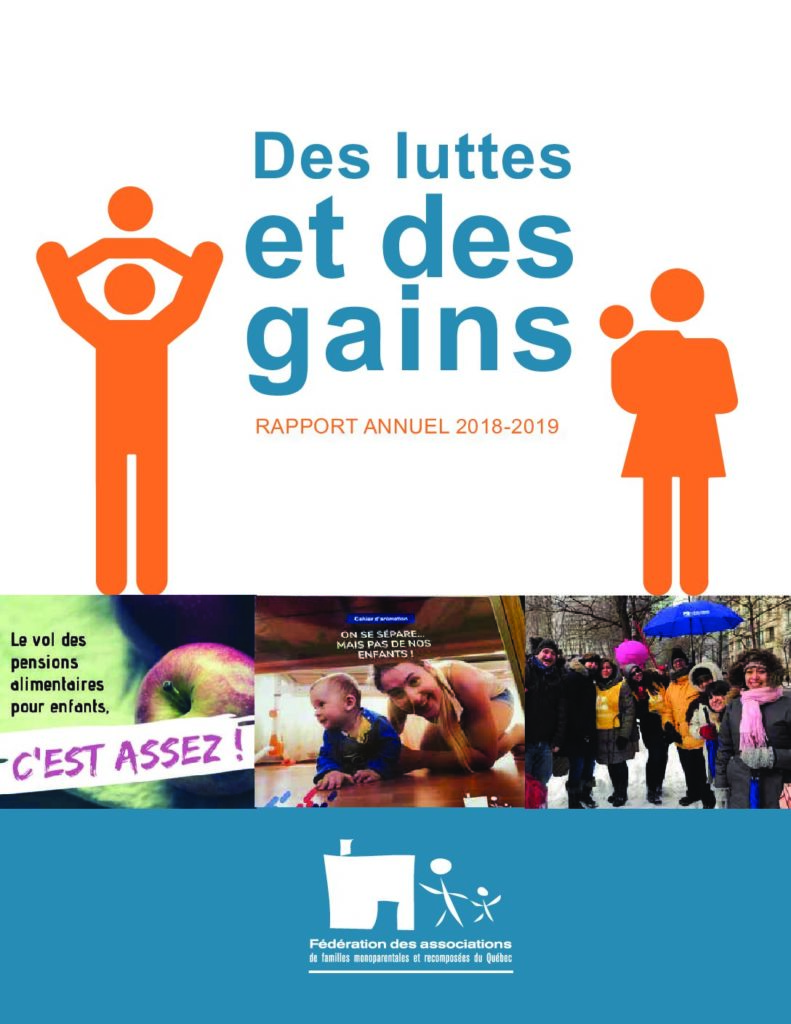 Des luttes
et des
gains
RAPPORT ANNUEL 2018-2019
Le vol des
pensions
alimentaires
pour enfants,
C'EST ASSEZ !
Cahier d'animation
ON SE SÉPARE...
MAIS PAS DE NOS
ENFANTS !
Fédération des associations
de familles monoparentales et recomposées du Québec